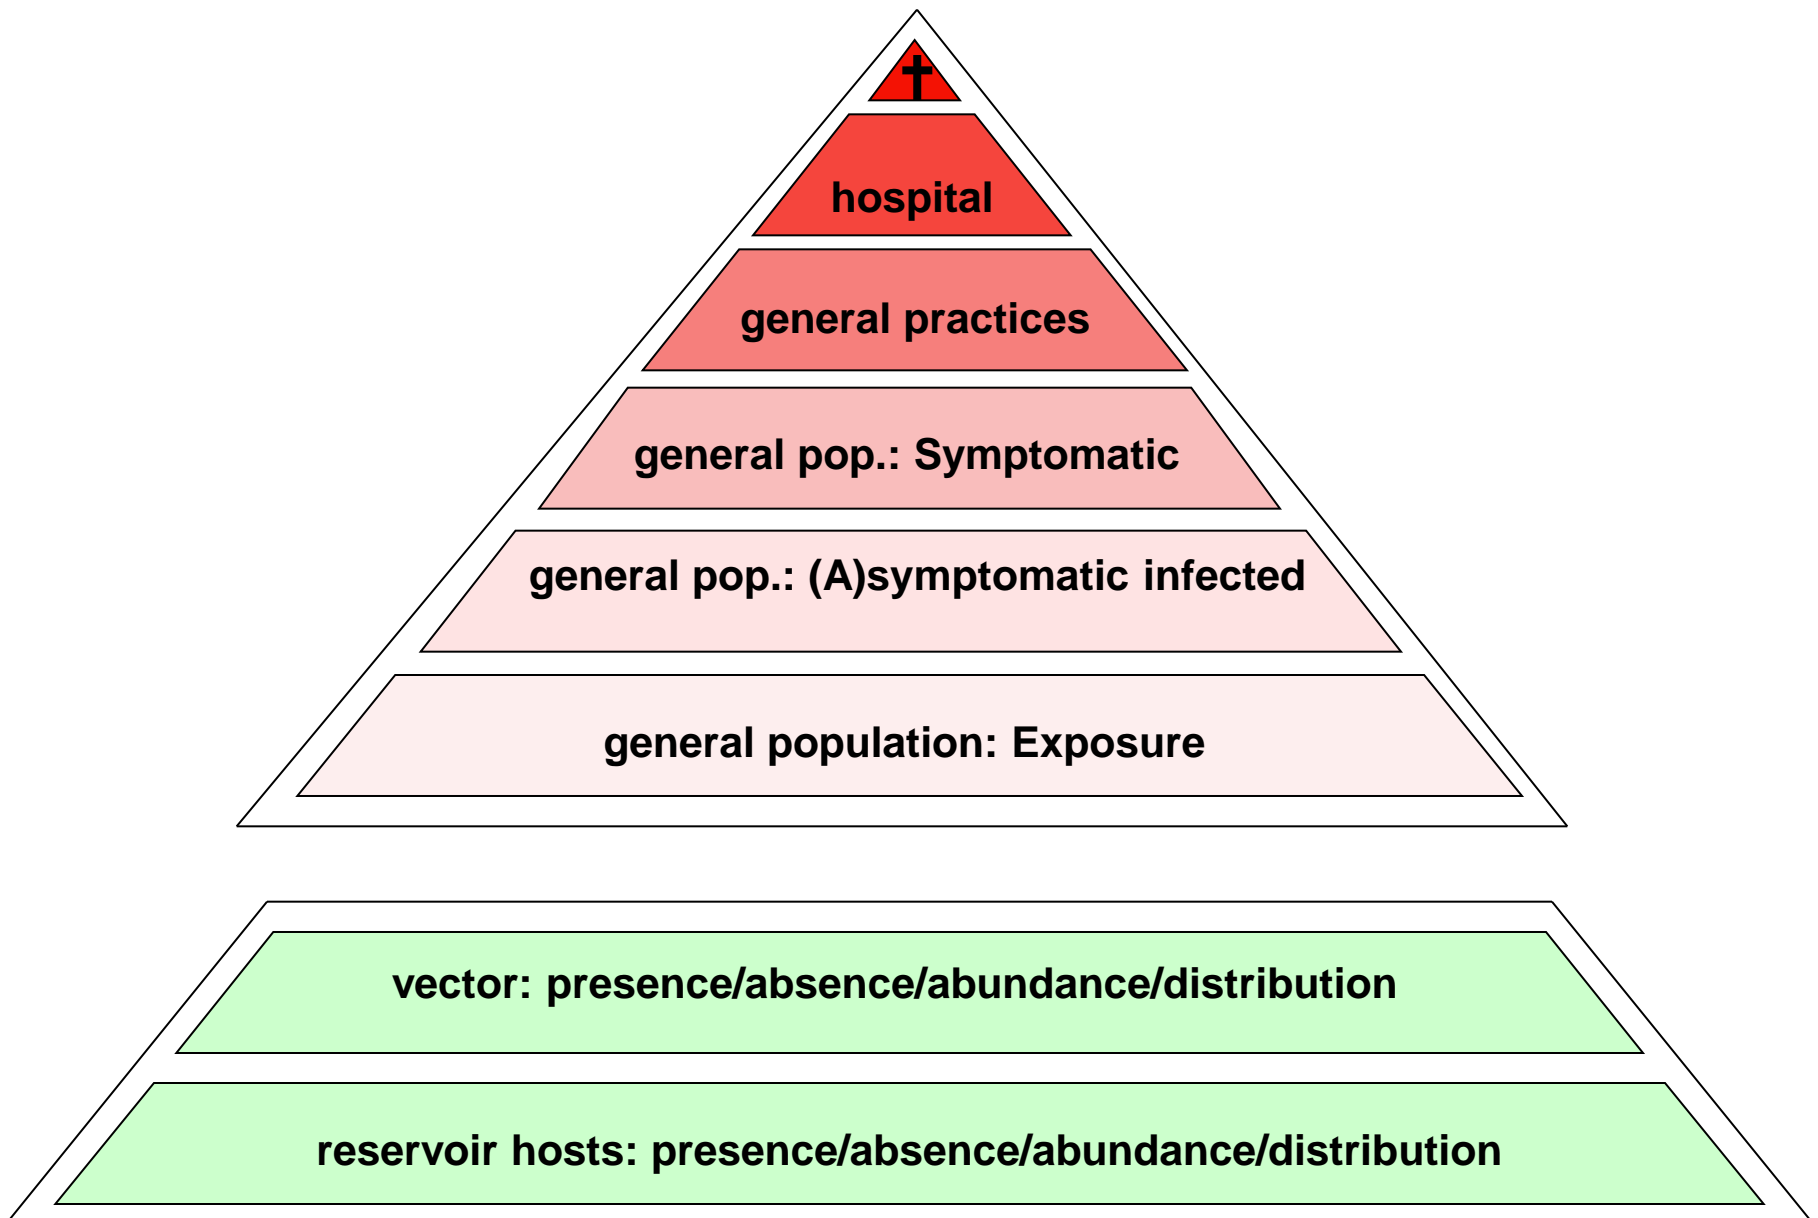 hospital
general practices
general pop.: Symptomatic
general pop.: (A)symptomatic infected
general population: Exposure
vector: presence/absence/abundance/distribution
reservoir hosts: presence/absence/abundance/distribution